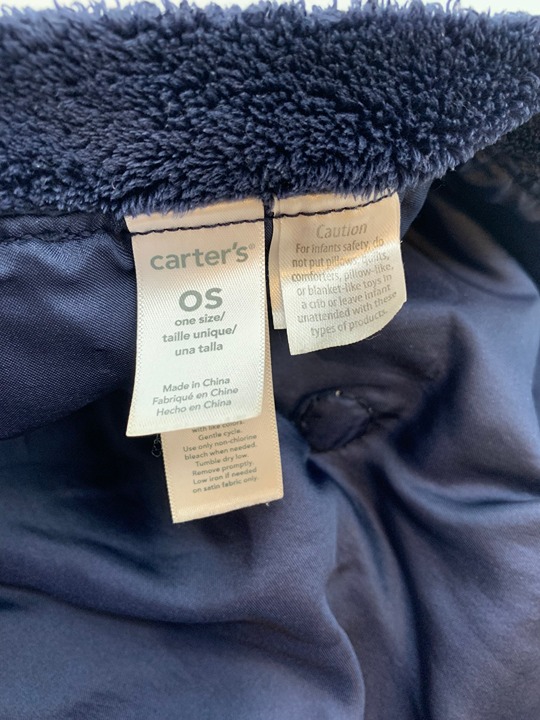 carter's®
OS
one size/
taille unique/
una talla
Made in China
Fabriqué en Chine
Hecho en China
with like colors.
Gentle cycle.
Use only non-chlorine
bleach when needed.
Tumble dry low.
Remove promptly.
Low iron if needed
on satin fabric only.
Caution
For infants safety, do
not put pillows, quilts,
comforters, pillow-like,
or blanket-like toys in
a crib or leave infant
unattended with these
types of products.